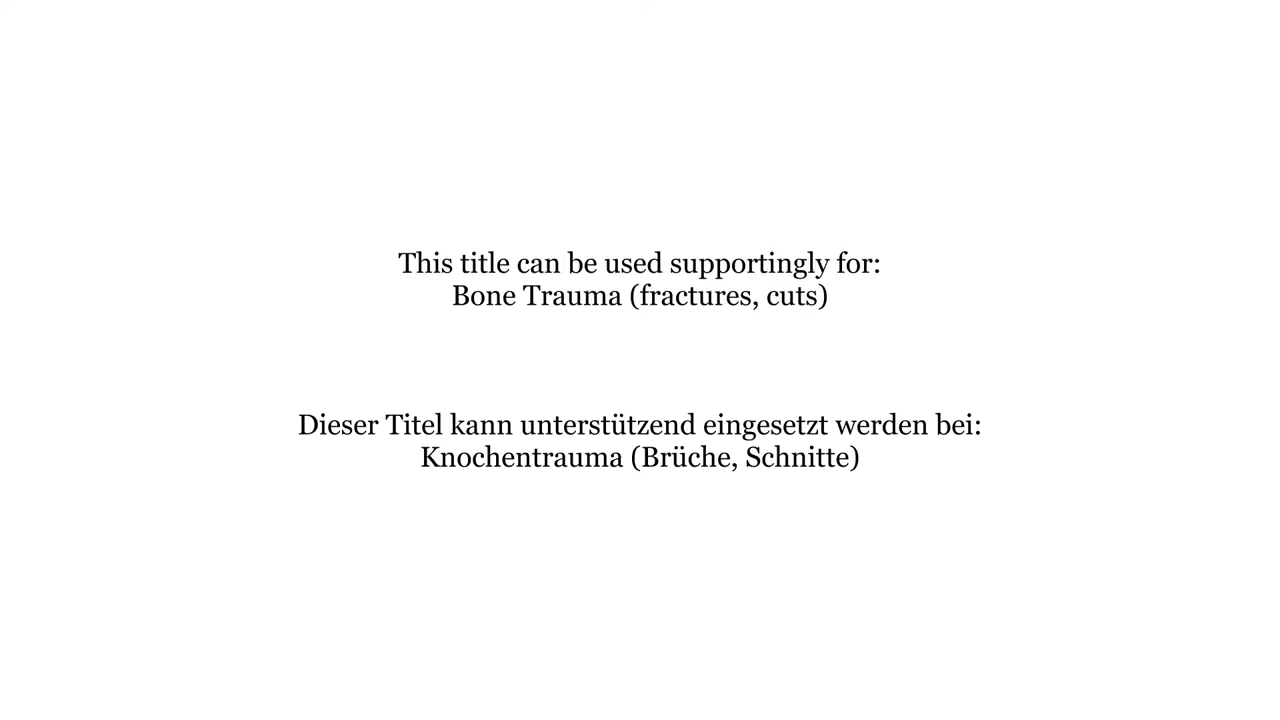 This title can be used supportingly for:
Bone Trauma (fractures, cuts)
Dieser Titel kann unterstützend eingesetzt werden bei:
Knochentrauma (Brüche, Schnitte)